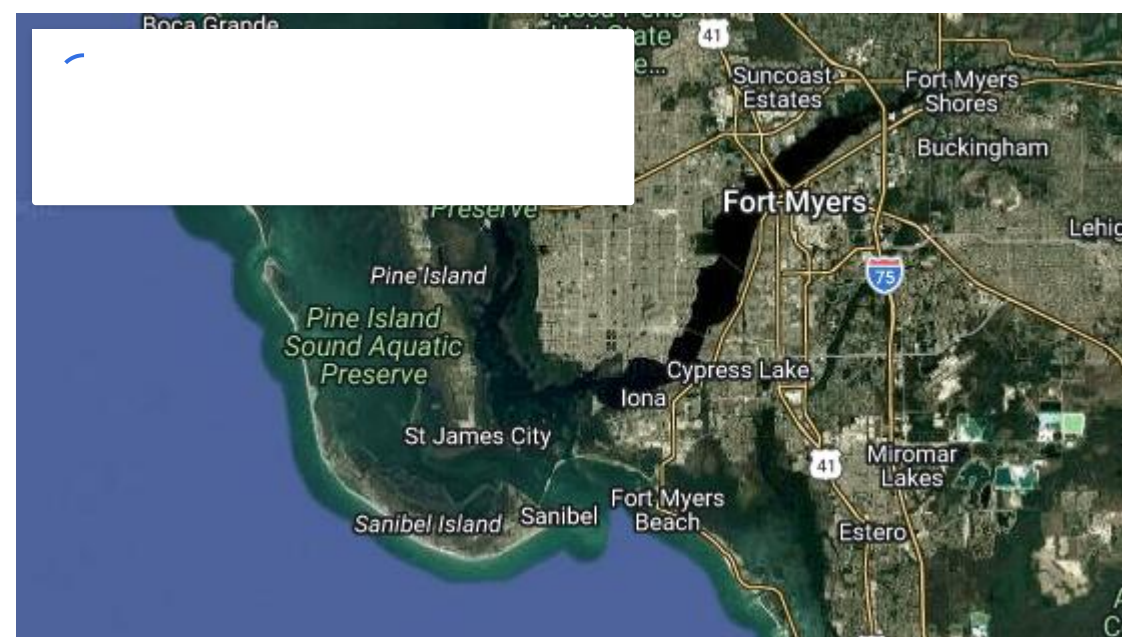 Boca Grande
41
Suncoast
Estates
Fort Myers
Shores
Buckingham
Preserve
Fort Myers
Lehig
Pine Island
75
Pine Island
Sound Aquatic
Preserve
Cypress Lake
Iona
St James City
41
Miromar
Lakes
Sanibel Island
Sanibel
Fort Myers
Beach
Estero